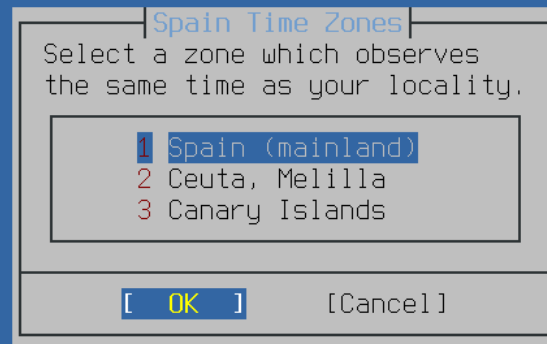 Spain Time Zones
Select a zone which observes
the same time as your locality.
1 Spain (mainland)
2 Ceuta, Melilla
3 Canary Islands
[ OK ] [Cancel]